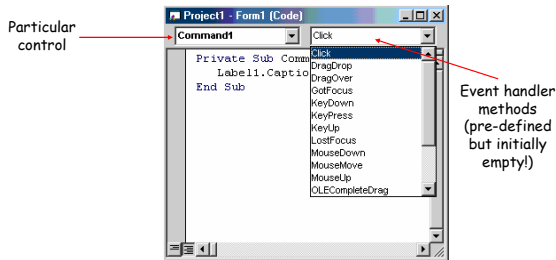 Project1 - Form1 (Code)
Particular
control
Command1
Click
Private Sub Comm
Label1.Captio
End Sub
Click
DragDrop
DragOver
GotFocus
KeyDown
KeyPress
KeyUp
LostFocus
MouseDown
MouseMove
MouseUp
OLECompleteDrag
Event handler
methods
(pre-defined
but initially
empty!)